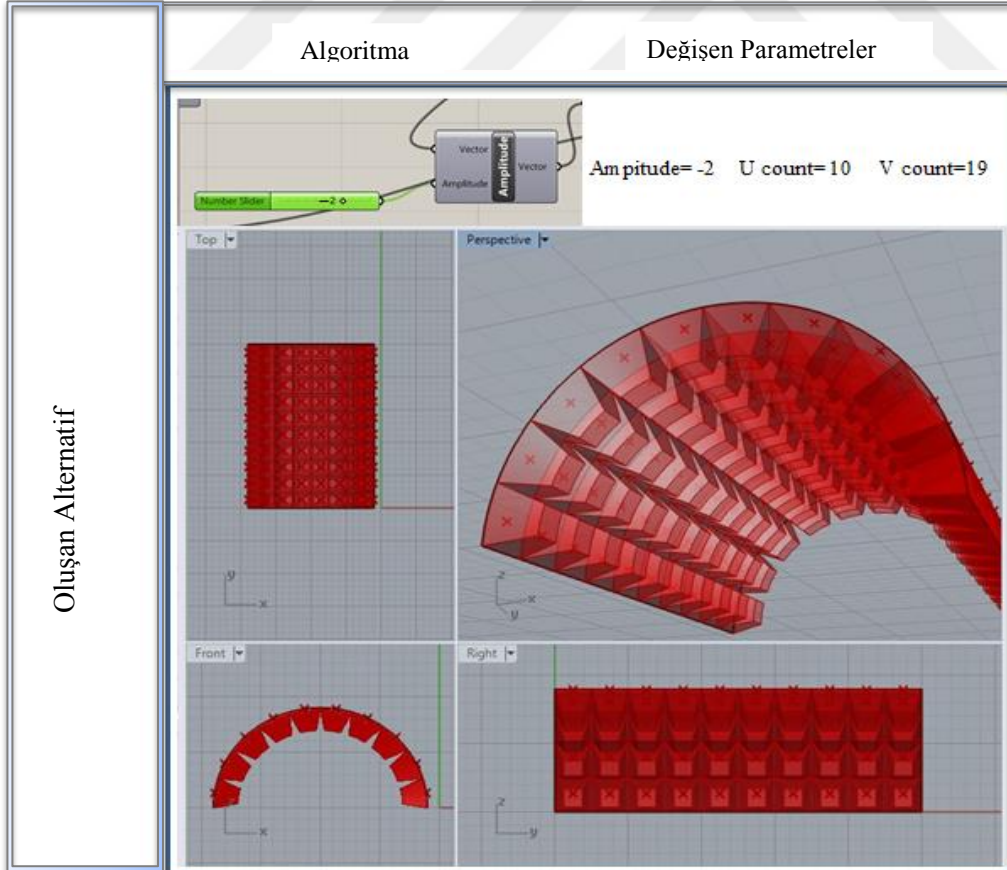 Algoritma Değişen Parametreler
Vector
Amplitude
Amplitude
Vector
Number Slider −2
Am pitude= -2 U count= 10 V count=19
Oluşan Alternatif
Top
Perspective
y
x
z
x
y
Front
Right
z
x
z
y